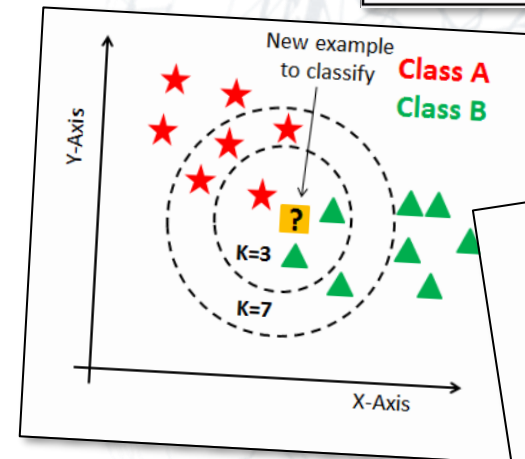 New example
to classify
Class A
Class B
Y-Axis
?
K=3
K=7
X-Axis